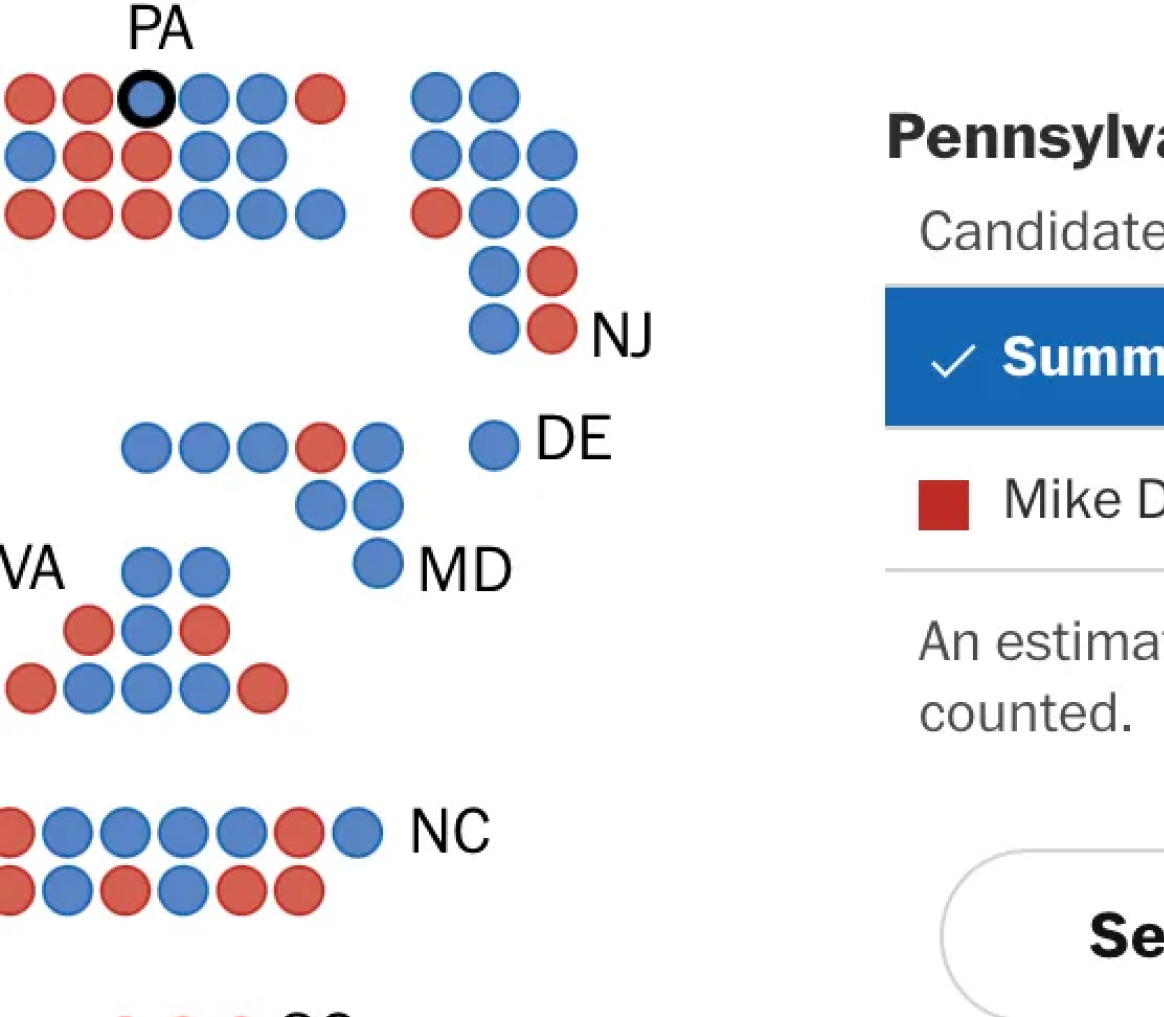 PA
Pennsylva
Candidate
NJ
Summ
DE
Mike D
VA
MD
An estima
counted.
NC
Se